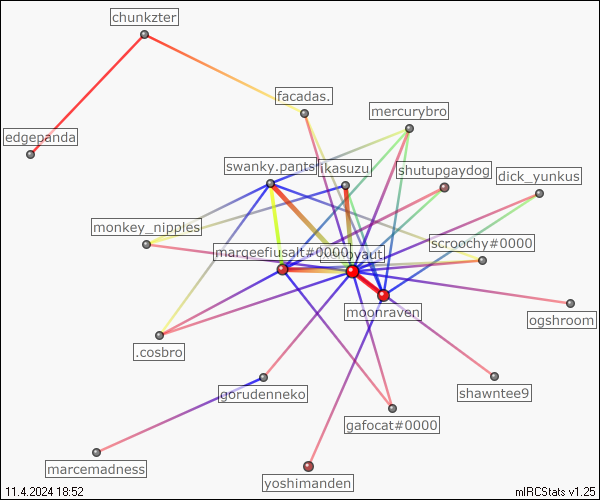 chunkzter
facadas.
mercurybro
edgepanda
swanky.pants
ikasuzu
shutupgaydog
dick_yunkus
monkey_nipples
scroochy#0000
marqeefiusalt#0000
pyaut
moonraven
ogshroom
.cosbro
gorudenneko
shawntee9
gafocat#0000
marcemadness
yoshimanden
11.4.2024 18:52
mIRCStats v1.25